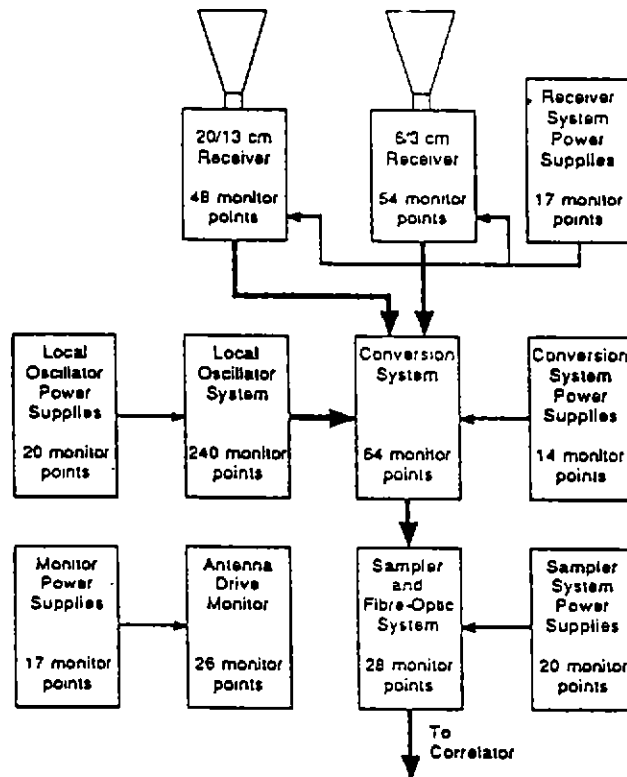 20/13 cm
Receiver
48 monitor
points
6/3 cm
Receiver
54 monitor
points
Receiver
System
Power
Supplies
17 monitor
points
Local
Oscillator
Power
Supplies
20 monitor
points
Local
Oscillator
System
240 monitor
points
Conversion
System
64 monitor
points
Conversion
System
Power
Supplies
14 monitor
points
Monitor
Power
Supplies
17 monitor
points
Antenna
Drive
Monitor
26 monitor
points
Sampler
and
Fibre-Optic
System
28 monitor
points
Sampler
System
Power
Supplies
20 monitor
points
To
Correlator